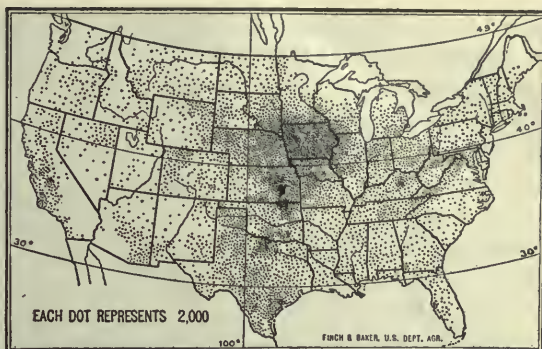 49°
40°
30°
30°
EACH DOT REPRESENTS 2,000
100°
FINCH & BAKER, U.S. DEPT. AGR.